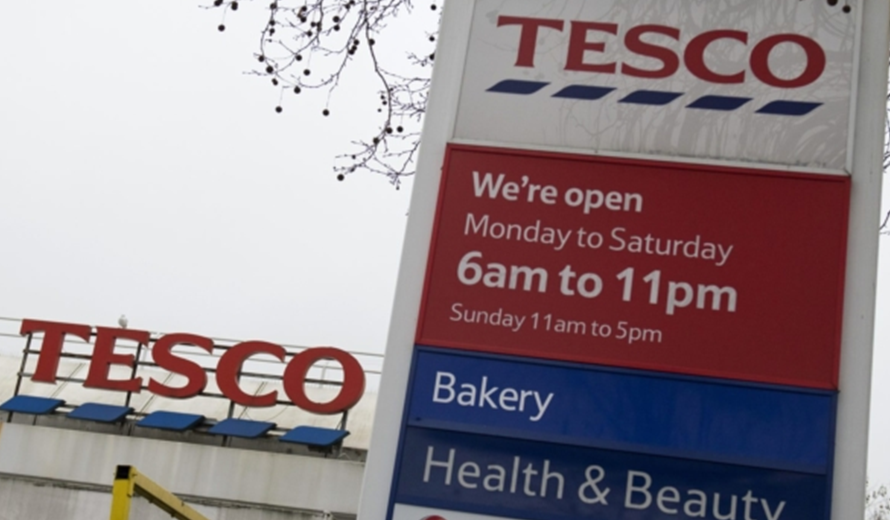 TESCO
We're open
Monday to Saturday
6am to 11pm
Sunday 11am to 5pm
Bakery
Health & Beauty
TESCO